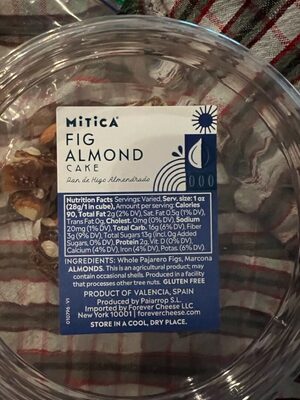 MITICA®
FIG
ALMOND
CAKE
Pan de Higo Almendrado
Nutrition Facts Servings: Varied, Serv. size: 1 oz
(28g/1 in cube), Amount per serving: Calories
90, Total Fat 2g (2% DV), Sat. Fat 0.5g (1% DV),
Trans Fat 0g, Cholest. 0mg (0% DV), Sodium
20mg (1% DV), Total Carb. 16g (6% DV), Fiber
3g (9% DV), Total Sugars 13g (Incl. 0g Added
Sugars, 0% DV), Protein 2g, Vit. D (0% DV),
Calcium (4% DV), Iron (4% DV), Potas. (6% DV).
INGREDIENTS: Whole Pajarero Figs, Marcona
ALMONDS. This is an agricultural product; may
contain occasional shells. Produced in a facility
that processes other tree nuts. GLUTEN FREE
PRODUCT OF VALENCIA, SPAIN
Produced by Paiarrop S.L.
Imported by Forever Cheese LLC
New York 10001 | forevercheese.com
STORE IN A COOL, DRY PLACE.
010796 V1